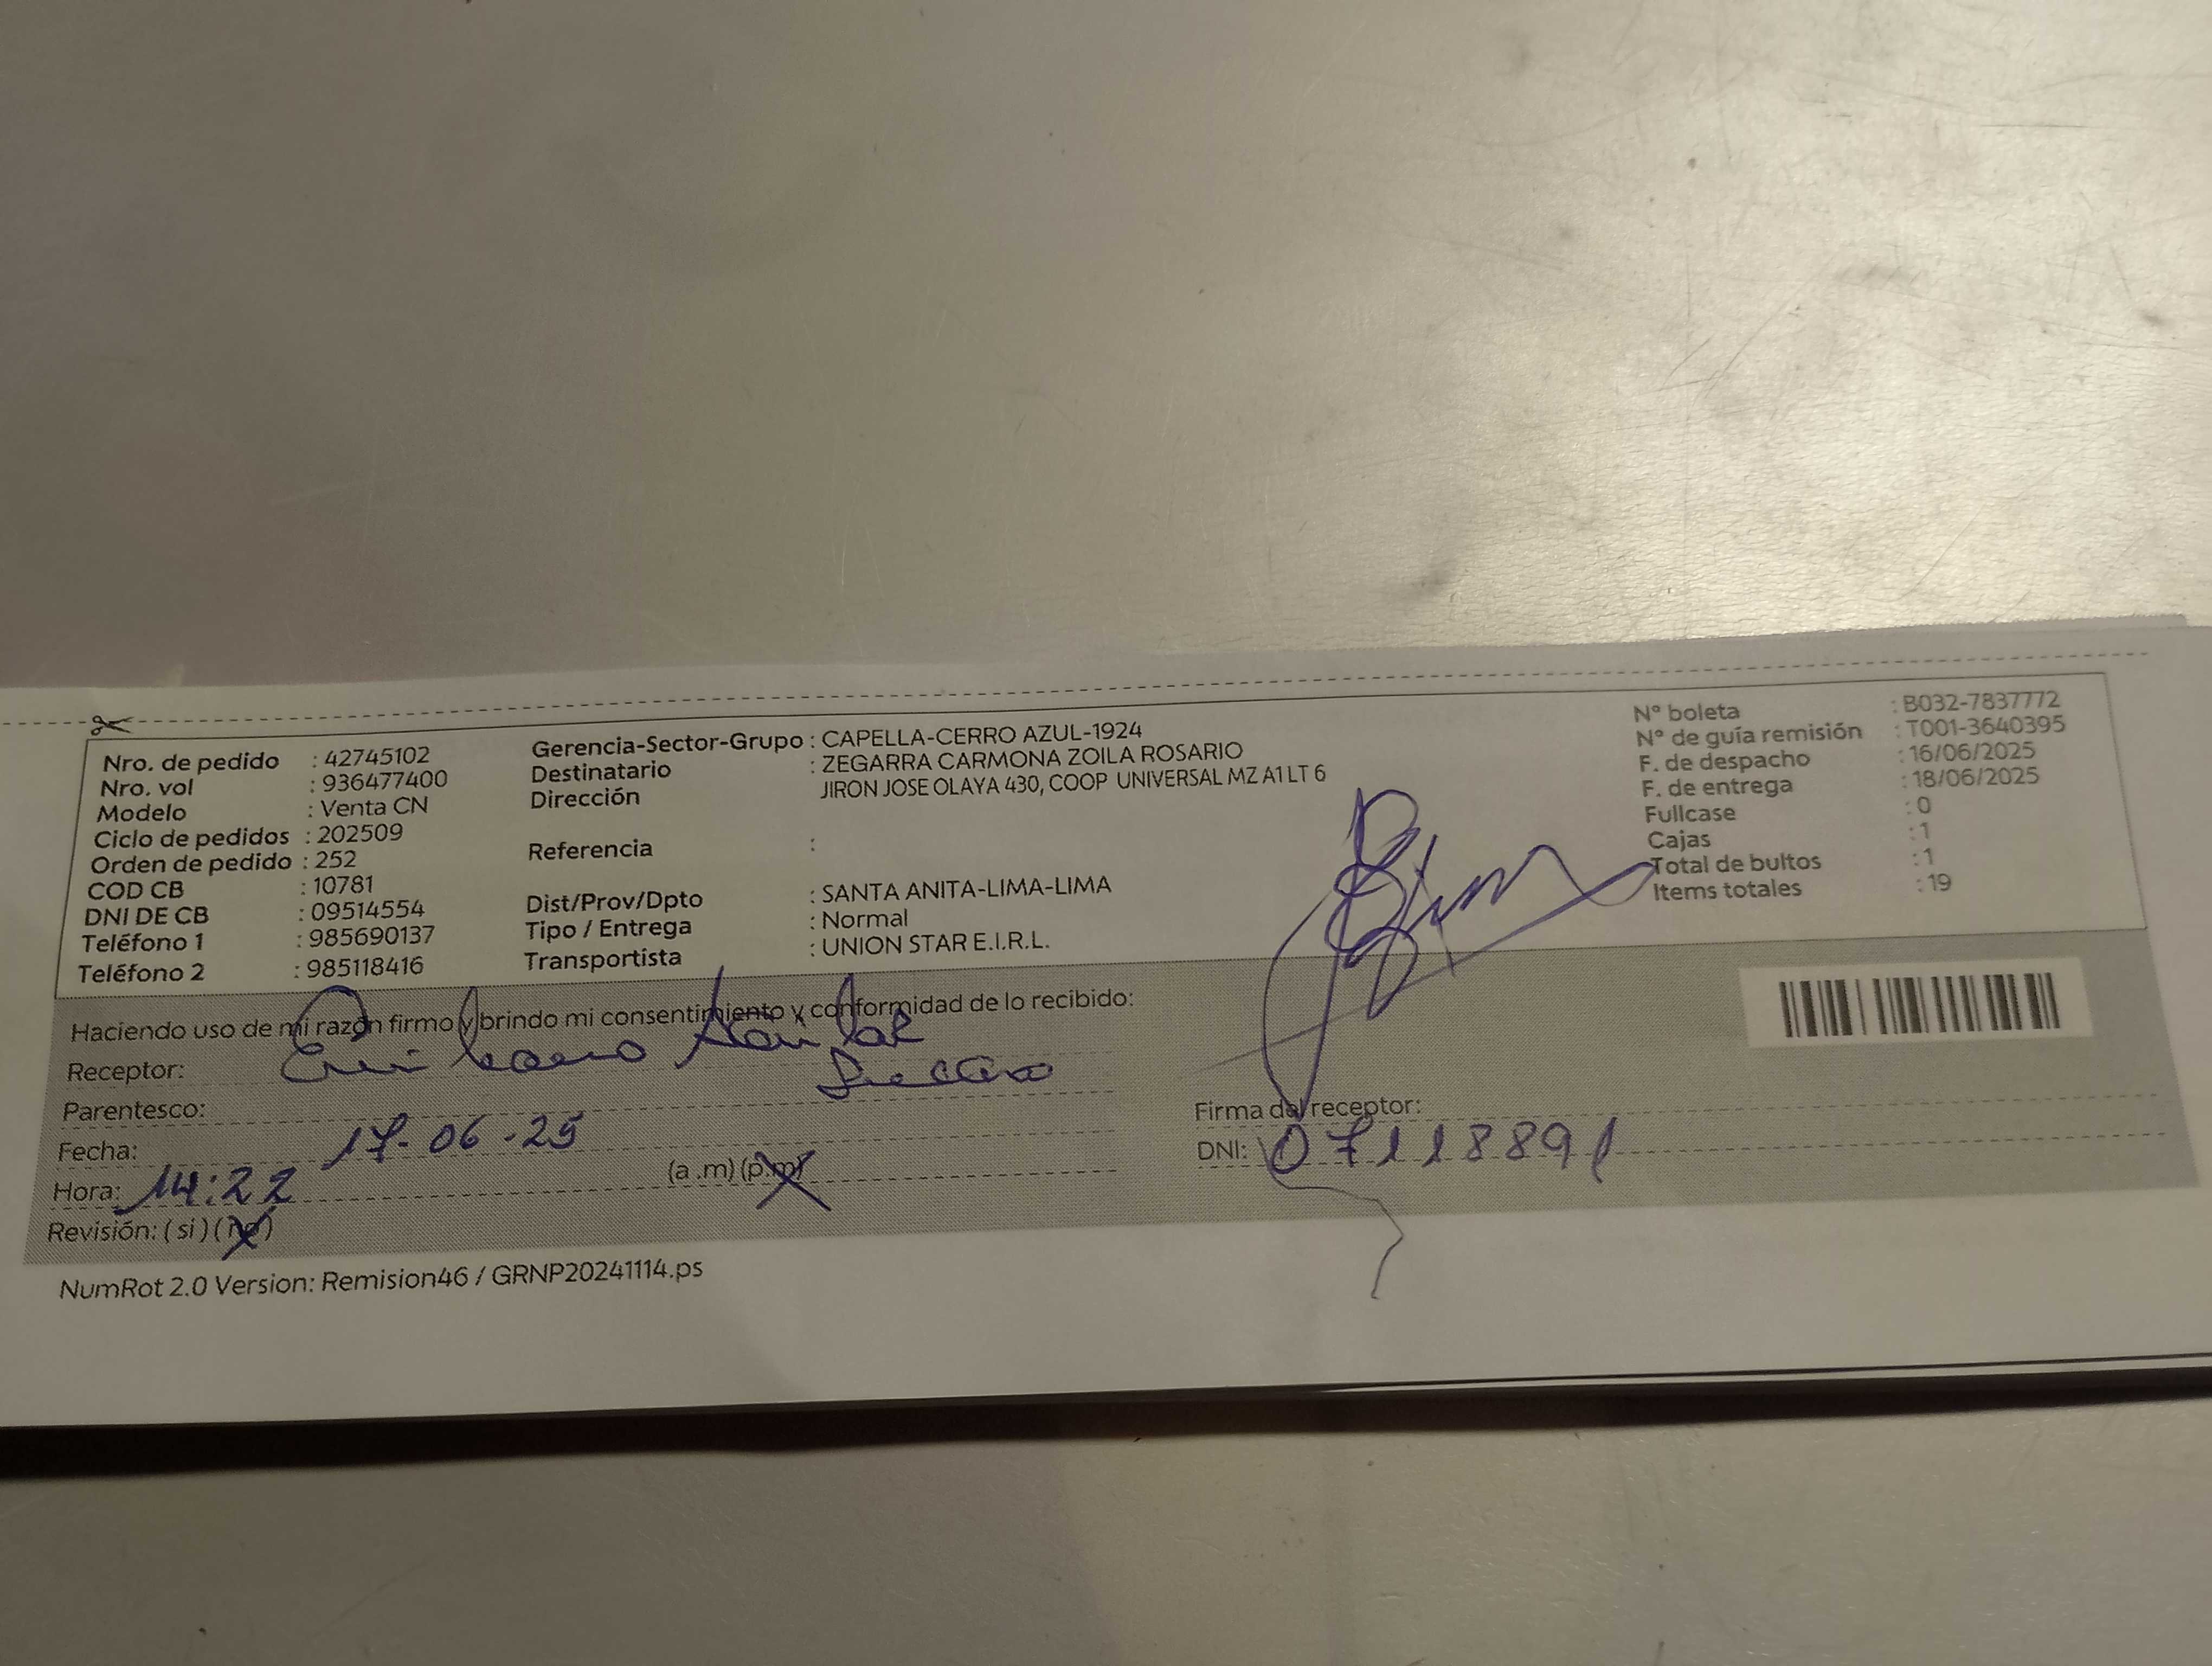 Nro. de pedido : 42745102
Nro. vol : 936477400
Modelo : Venta CN
Ciclo de pedidos : 202509
Orden de pedido : 252
COD CB : 10781
DNI DE CB : 09514554
Teléfono 1 : 985690137
Teléfono 2 : 985118416
Gerencia-Sector-Grupo : CAPELLA-CERRO AZUL-1924
Destinatario : ZEGARRA CARMONA ZOILA ROSARIO
Dirección JIRON JOSE OLAYA 430, COOP UNIVERSAL MZ A1 LT 6
Referencia :
Dist/Prov/Dpto : SANTA ANITA-LIMA-LIMA
Tipo / Entrega : Normal
Transportista : UNION STAR E.I.R.L.
N° boleta : B032-7837772
N° de guía remisión : T001-3640395
F. de despacho : 16/06/2025
F. de entrega : 18/06/2025
Fullcase : 0
Cajas : 1
Total de bultos : 1
Items totales : 19
Haciendo uso de mi razón firmo y brindo mi consentimiento y conformidad de lo recibido:
Receptor:
Parentesco:
Fecha: 17-06-25
Hora: 14:22 (a .m) (p.m)
Revisión: ( si ) ( no )
Firma del receptor:
DNI: 07118891
NumRot 2.0 Version: Remision46 / GRNP20241114.ps